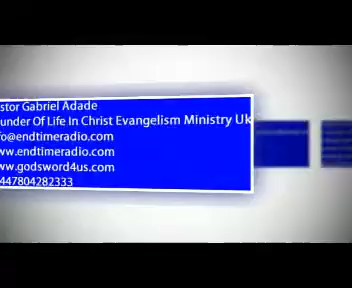 stor Gabriel Adade
under Of Life In Christ Evangelism Ministry Uk
fo@endtimeradio.com
ww.endtimeradio.com
ww.godsword4us.com
447804282333